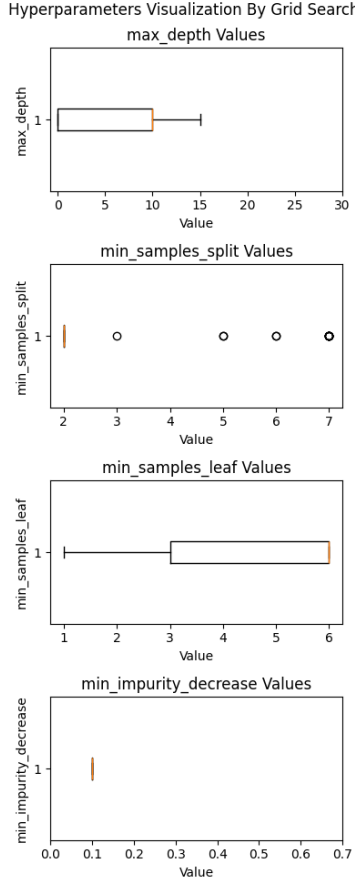 Hyperparameters Visualization By Grid Search
max_depth Values
max_depth
1
0 5 10 15 20 25 30
Value
min_samples_split Values
min_samples_split
1
2 3 4 5 6 7
Value
min_samples_leaf Values
min_samples_leaf
1
1 2 3 4 5 6
Value
min_impurity_decrease Values
min_impurity_decrease
1
0.0 0.1 0.2 0.3 0.4 0.5 0.6 0.7
Value